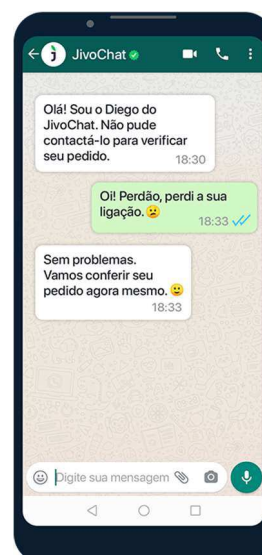 JivoChat
Olá! Sou o Diego do
JivoChat. Não pude
contactá-lo para verificar
seu pedido.
18:30
Oi! Perdão, perdi a sua
ligação.
18:33
Sem problemas.
Vamos conferir seu
pedido agora mesmo.
18:33
Digite sua mensagem